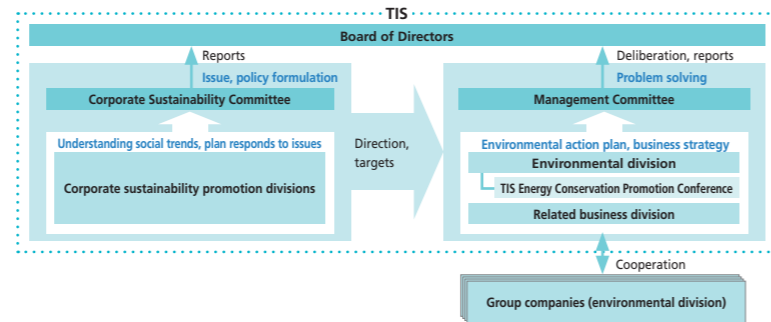 TIS
Board of Directors
Reports
Issue, policy formulation
Corporate Sustainability Committee
Understanding social trends, plan responds to issues
Corporate sustainability promotion divisions
Direction,
targets
Deliberation, reports
Problem solving
Management Committee
Environmental action plan, business strategy
Environmental division
TIS Energy Conservation Promotion Conference
Related business division
Cooperation
Group companies (environmental division)